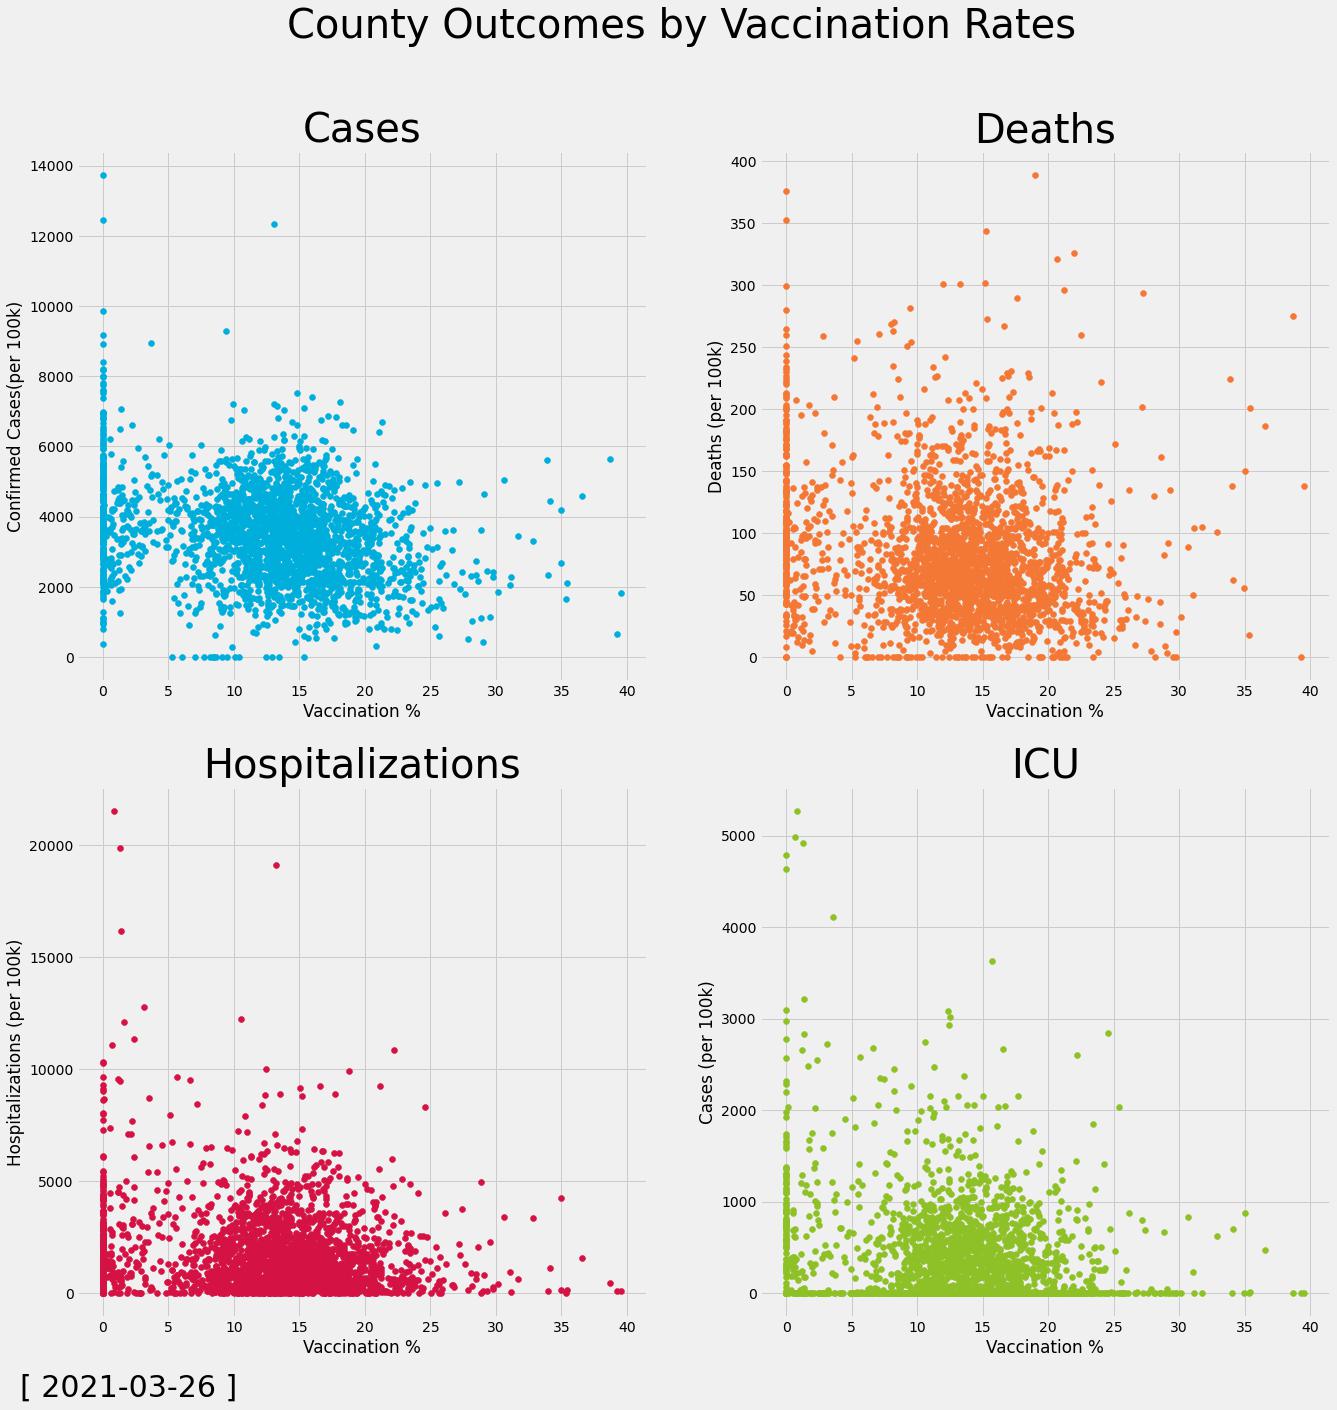 County Outcomes by Vaccination Rates
Cases
Deaths
Confirmed Cases(per 100k)
14000
12000
10000
8000
6000
4000
2000
0
0 5 10 15 20 25 30 35 40
Vaccination %
Deaths (per 100k)
400
350
300
250
200
150
100
50
0
0 5 10 15 20 25 30 35 40
Vaccination %
Hospitalizations
ICU
Hospitalizations (per 100k)
20000
15000
10000
5000
0
0 5 10 15 20 25 30 35 40
Vaccination %
Cases (per 100k)
5000
4000
3000
2000
1000
0
0 5 10 15 20 25 30 35 40
Vaccination %
[ 2021-03-26 ]